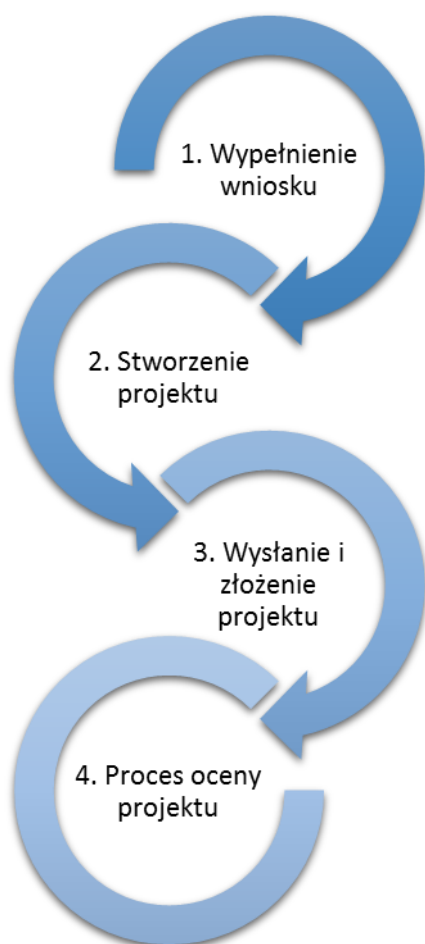 1. Wypełnienie
wniosku
2. Stworzenie
projektu
3. Wysłanie i
złożenie
projektu
4. Proces oceny
projektu